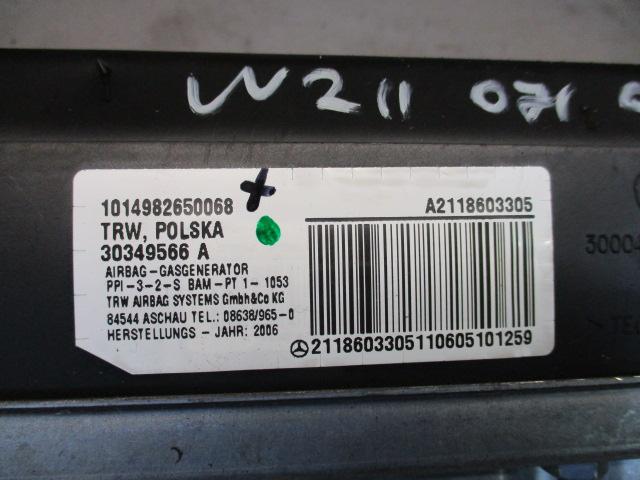 W211 071
1014982650068
TRW, POLSKA
30349566 A
AIRBAG-GASGENERATOR
PPI-3-2-S BAM-PT 1- 1053
TRW AIRBAG SYSTEMS GmbH&Co KG
84544 ASCHAU TEL.: 08638/965-0
HERSTELLUNGS - JAHR: 2006
A2118603305
2118603305110605101259
3000